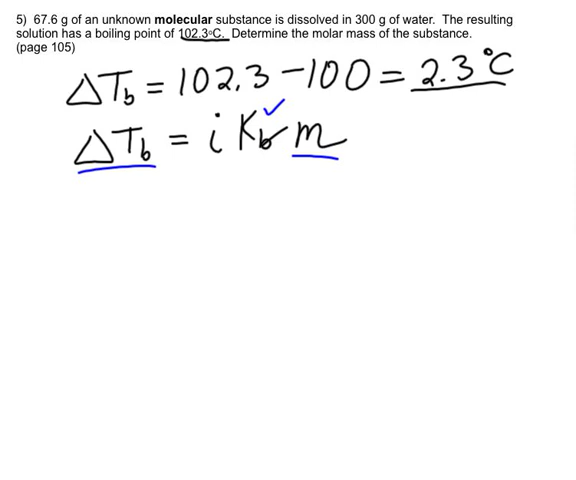 5) 67.6 g of an unknown molecular substance is dissolved in 300 g of water. The resulting
solution has a boiling point of 102.3°C. Determine the molar mass of the substance.
(page 105)
ΔTb = 102.3 - 100 = 2.3 °C
ΔTb = i Kb m